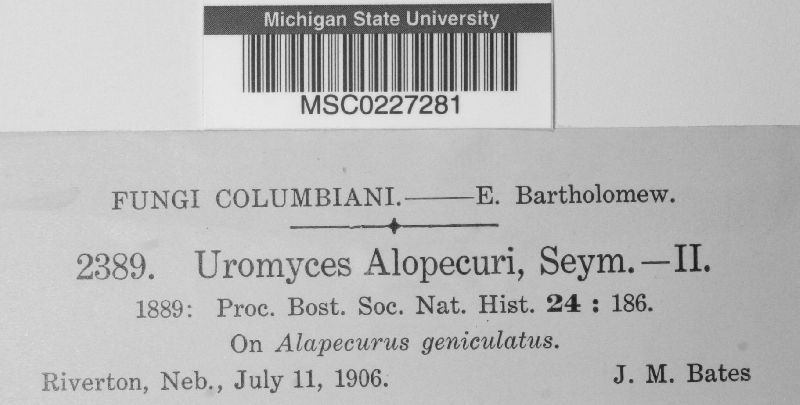 Michigan State University
MSC0227281
FUNGI COLUMBIANI.——E. Bartholomew.
2389. Uromyces Alopecuri, Seym.—II.
1889: Proc. Bost. Soc. Nat. Hist. 24 : 186.
On Alapecurus geniculatus.
Riverton, Neb., July 11, 1906. J. M. Bates